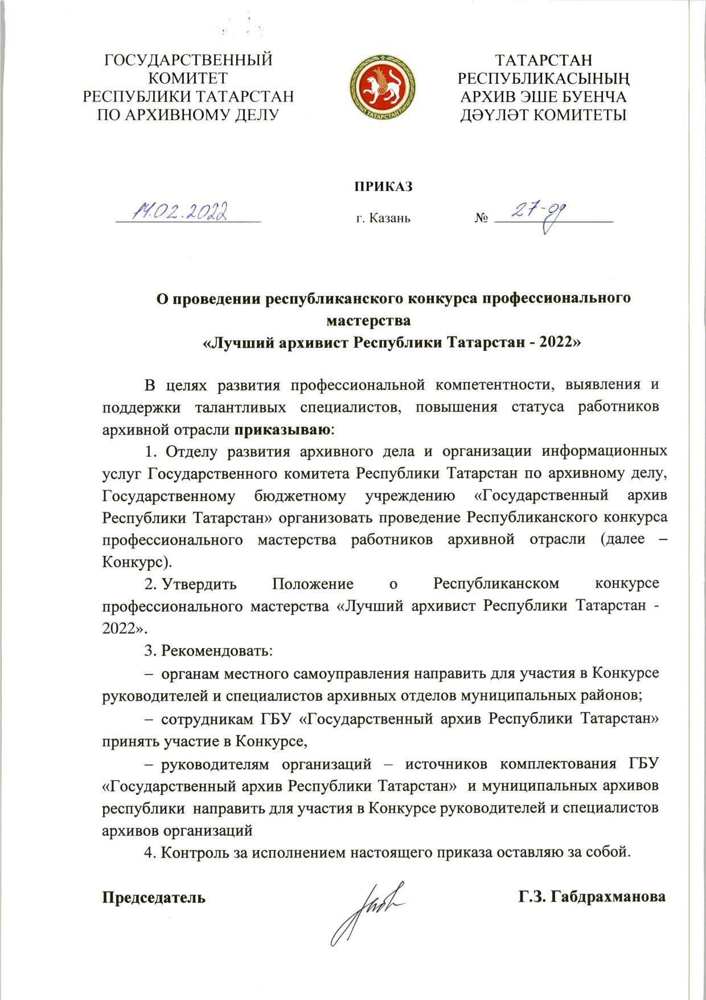 ГОСУДАРСТВЕННЫЙ
КОМИТЕТ
РЕСПУБЛИКИ ТАТАРСТАН
ПО АРХИВНОМУ ДЕЛУ
ТАТАРСТАН
ТАТАРСТАН
РЕСПУБЛИКАСЫНЫҢ
АРХИВ ЭШЕ БУЕНЧА
ДӘҮЛӘТ КОМИТЕТЫ
ПРИКАЗ
14.02.2022 г. Казань № 27-од
О проведении республиканского конкурса профессионального
мастерства
«Лучший архивист Республики Татарстан - 2022»
В целях развития профессиональной компетентности, выявления и
поддержки талантливых специалистов, повышения статуса работников
архивной отрасли приказываю:
1. Отделу развития архивного дела и организации информационных
услуг Государственного комитета Республики Татарстан по архивному делу,
Государственному бюджетному учреждению «Государственный архив
Республики Татарстан» организовать проведение Республиканского конкурса
профессионального мастерства работников архивной отрасли (далее –
Конкурс).
2. Утвердить Положение о Республиканском конкурсе
профессионального мастерства «Лучший архивист Республики Татарстан -
2022».
3. Рекомендовать:
– органам местного самоуправления направить для участия в Конкурсе
руководителей и специалистов архивных отделов муниципальных районов;
– сотрудникам ГБУ «Государственный архив Республики Татарстан»
принять участие в Конкурсе,
– руководителям организаций – источников комплектования ГБУ
«Государственный архив Республики Татарстан» и муниципальных архивов
республики направить для участия в Конкурсе руководителей и специалистов
архивов организаций
4. Контроль за исполнением настоящего приказа оставляю за собой.
Председатель Г.З. Габдрахманова